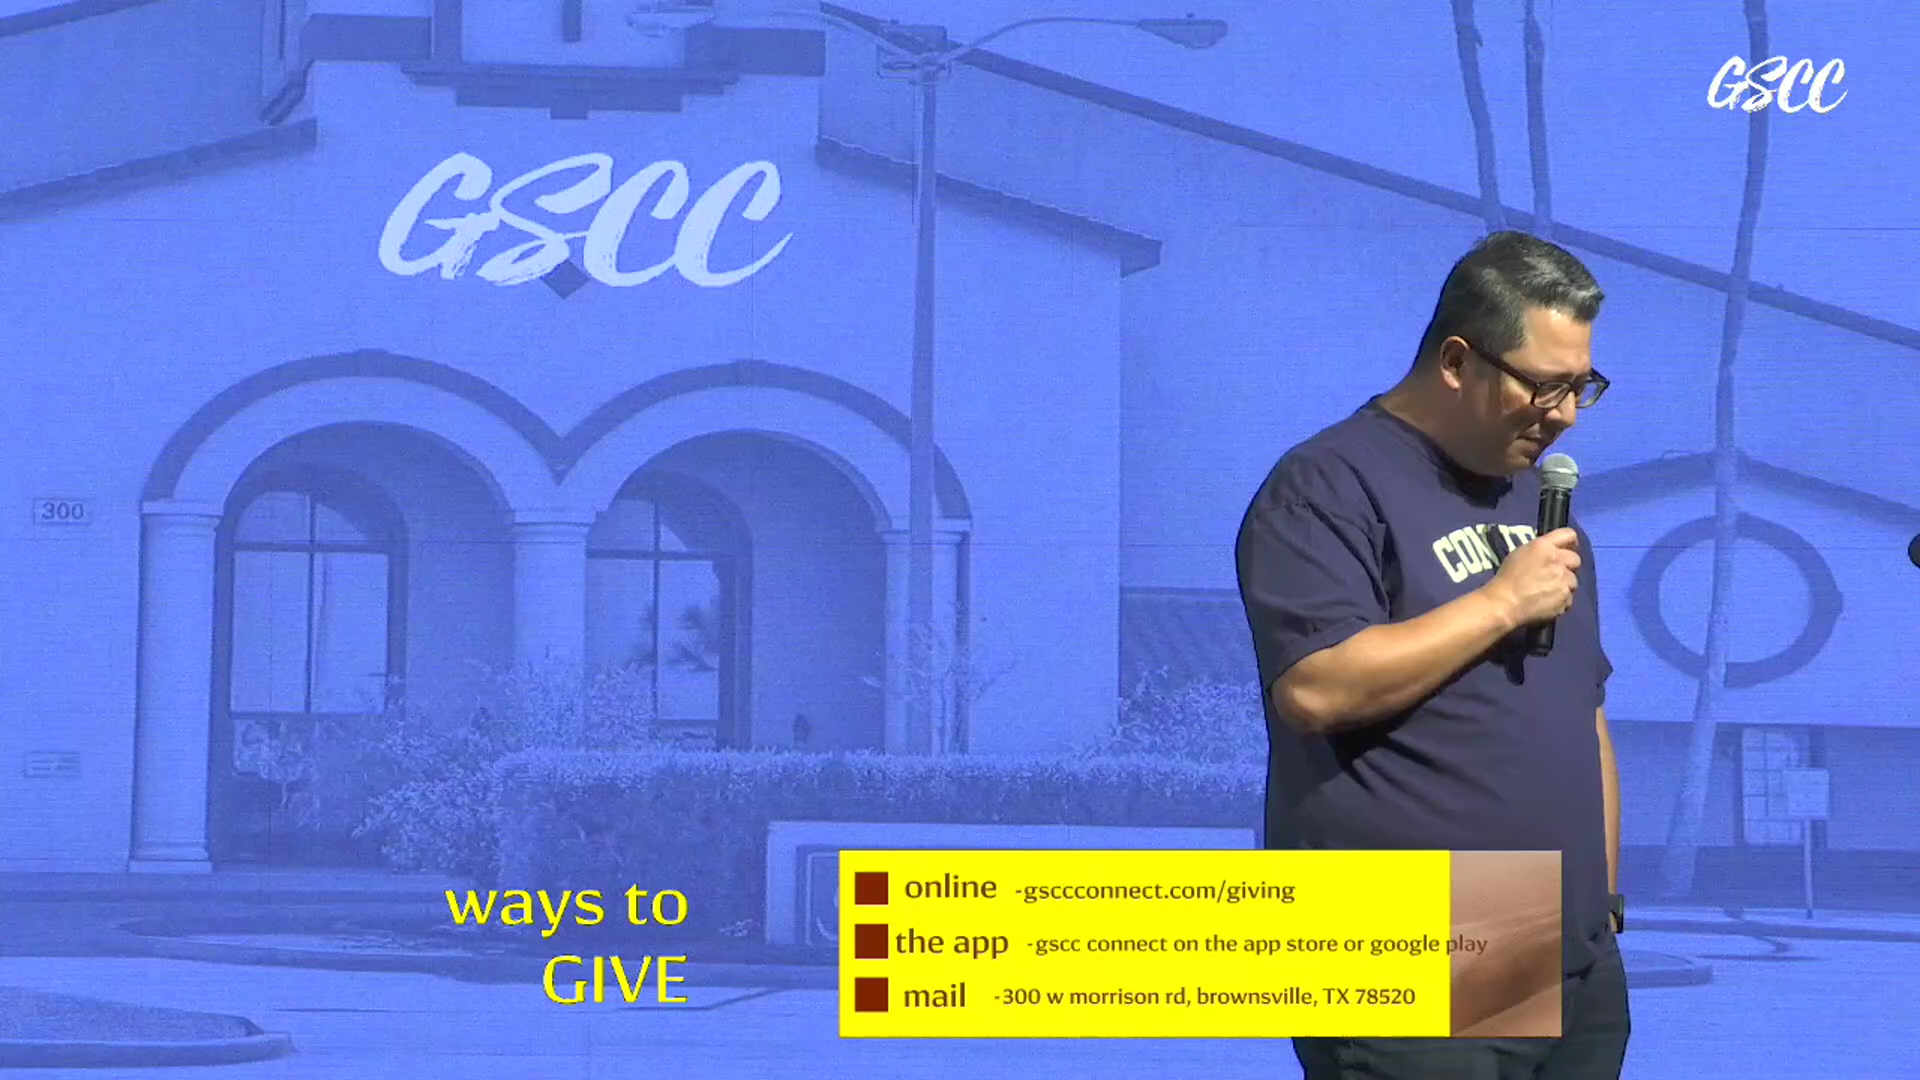 GSCC
GSCC
300
ways to
GIVE
online -gsccconnect.com/giving
the app -gscc connect on the app store or google play
mail -300 w morrison rd, brownsville, TX 78520